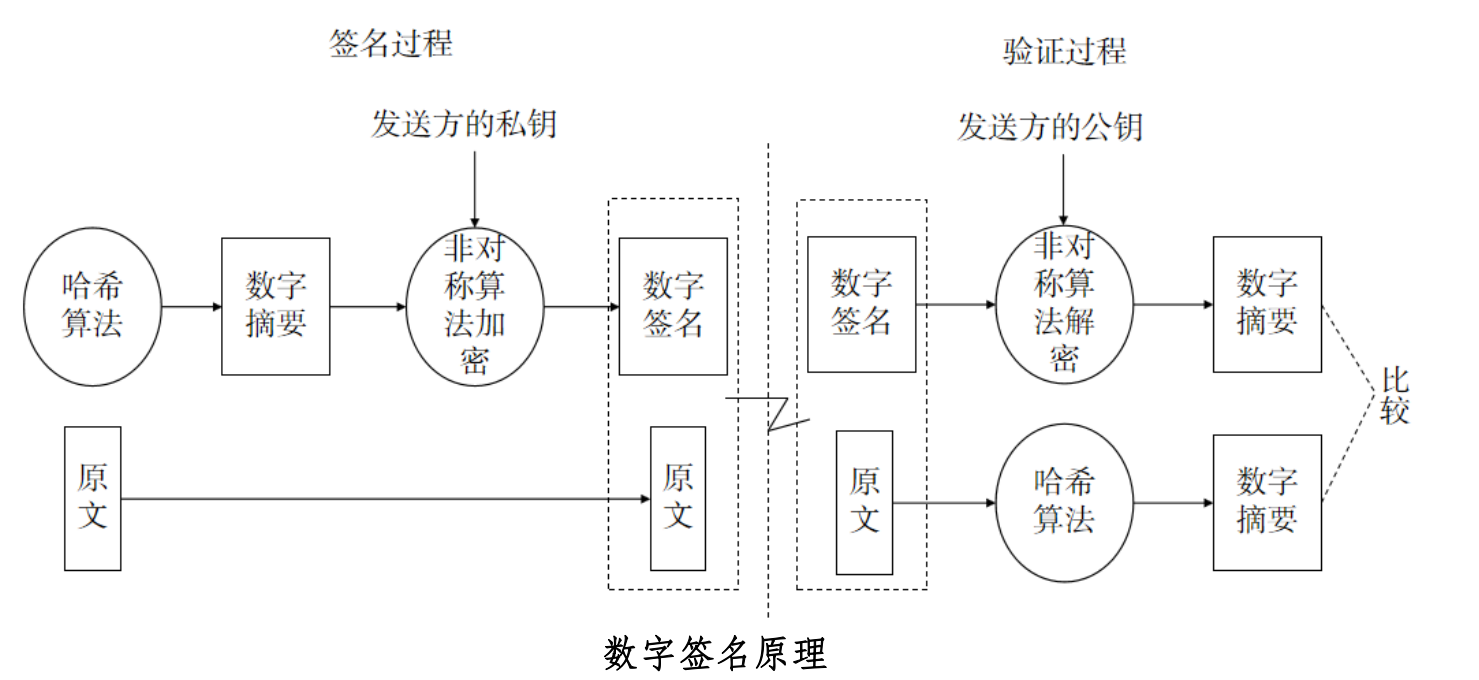 签名过程
验证过程
发送方的私钥
发送方的公钥
哈希
算法
数字
摘要
非对
称算
法加
密
数字
签名
数字
签名
非对
称算
法解
密
数字
摘要
比
较
原
文
原
文
原
文
哈希
算法
数字
摘要
数字签名原理